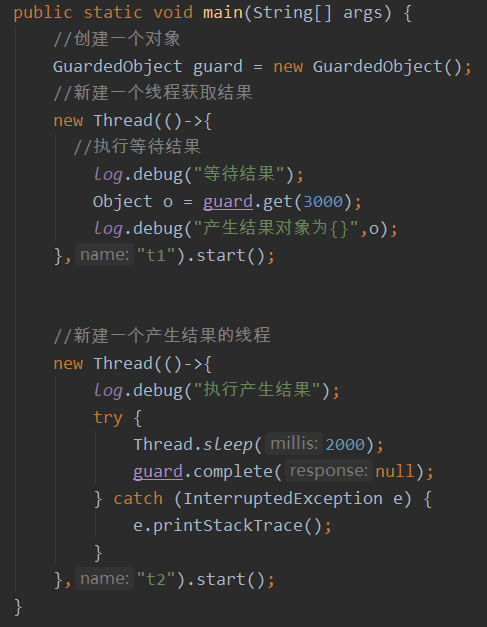 public static void main(String[] args) {
//创建一个对象
GuardedObject guard = new GuardedObject();
//新建一个线程获取结果
new Thread(()->{
//执行等待结果
log.debug("等待结果");
Object o = guard.get(3000);
log.debug("产生结果对象为{}",o);
}, name: "t1").start();
//新建一个产生结果的线程
new Thread(()->{
log.debug("执行产生结果");
try {
Thread.sleep( millis: 2000);
guard.complete( response: null);
} catch (InterruptedException e) {
e.printStackTrace();
}
}, name: "t2").start();
}